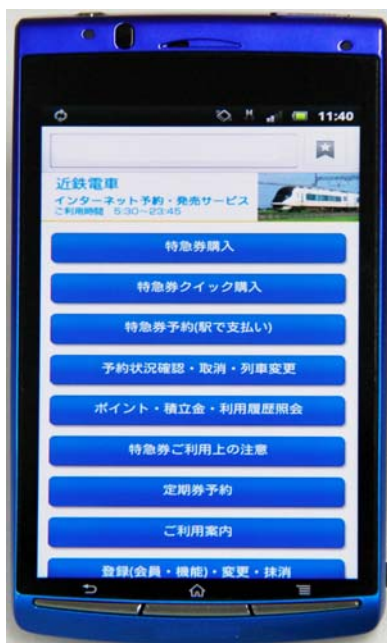 H
11:40
近鉄電車
インターネット予約・発売サービス
ご利用時間 5:30～23:45
特急券購入
特急券クイック購入
特急券予約(駅で支払い)
予約状況確認・取消・列車変更
ポイント・積立金・利用履歴照会
特急券ご利用上の注意
定期券予約
ご利用案内
登録(会員・機能)・変更・抹消